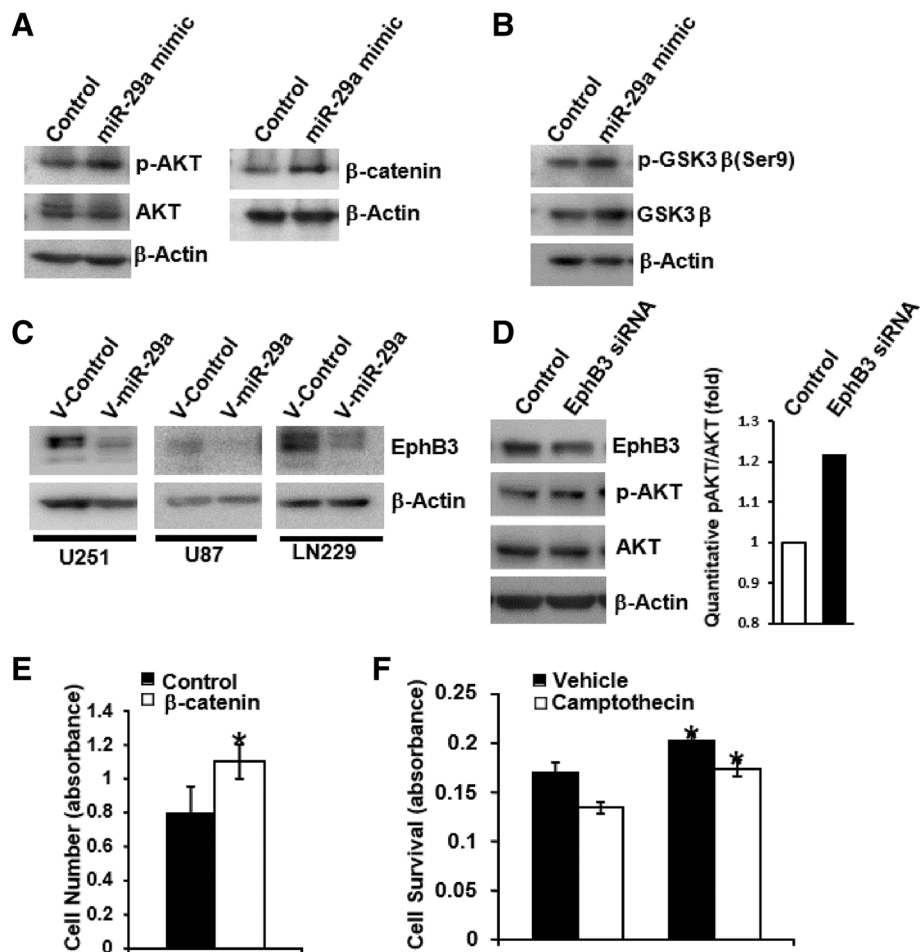 A
Control
miR-29a mimic
p-AKT
AKT
β-Actin
Control
miR-29a mimic
β-catenin
β-Actin
B
Control
miR-29a mimic
p-GSK3β(Ser9)
GSK3β
β-Actin
C
V-Control
V-miR-29a
V-Control
V-miR-29a
V-Control
V-miR-29a
EphB3
β-Actin
U251
U87
LN229
D
Control
EphB3 siRNA
EphB3
p-AKT
AKT
β-Actin
Quantitative pAKT/AKT (fold)
Control
EphB3 siRNA
1.3
1.2
1
0.9
0.8
E
Control
β-catenin
Cell Number (absorbance)
1.4
1.2
1
0.8
0.6
0.4
0.2
0
*
F
Vehicle
Camptothecin
Cell Survival (absorbance)
0.25
0.2
0.15
0.1
0.05
0
*
*